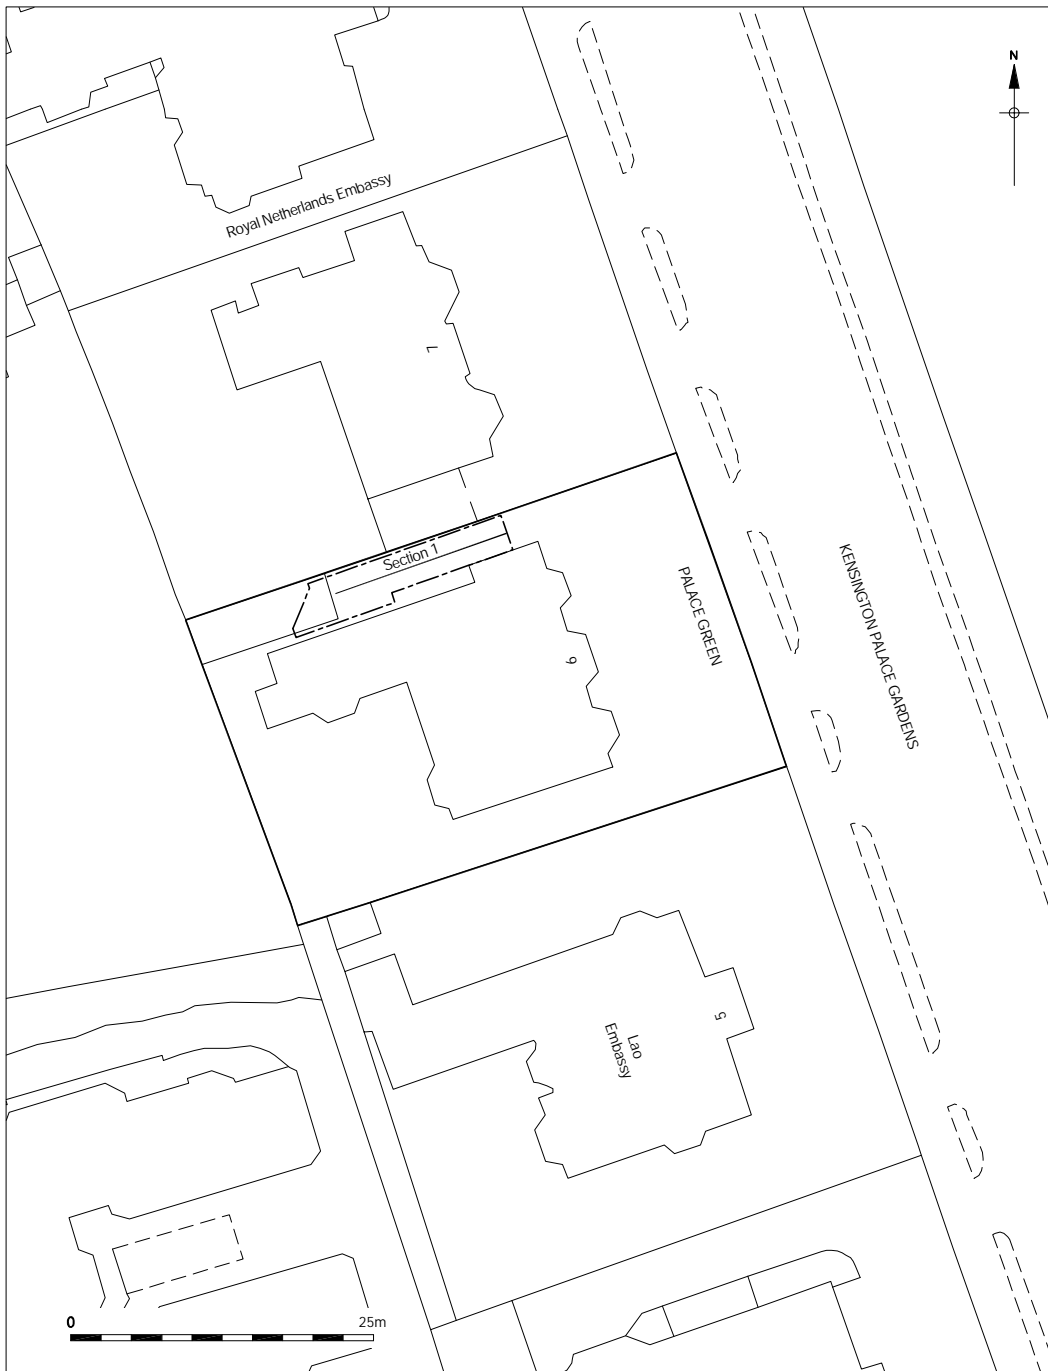 N
Royal Netherlands Embassy
7
Section 1
6
PALACE GREEN
KENSINGTON PALACE GARDENS
5
Lao
Embassy
0
25m